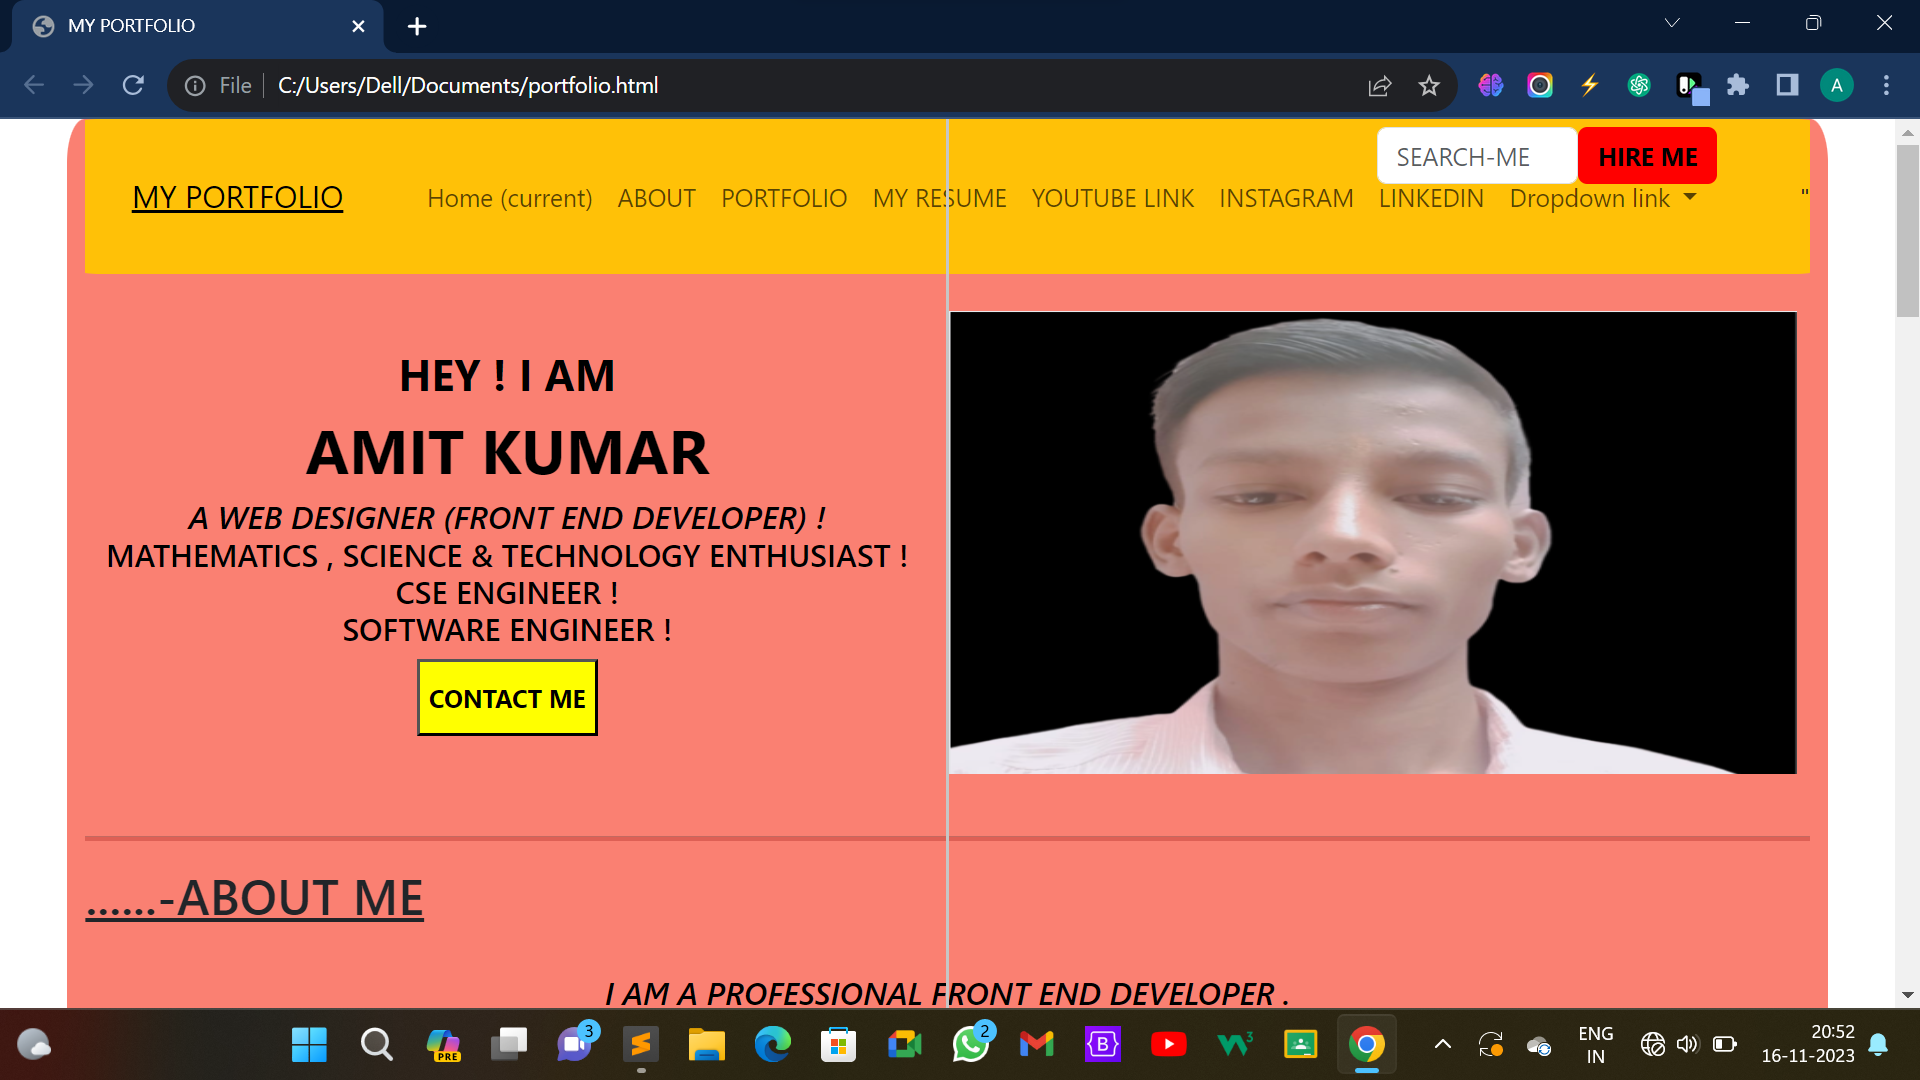 MY PORTFOLIO
File C:/Users/Dell/Documents/portfolio.html
A
SEARCH-ME HIRE ME
MY PORTFOLIO Home (current) ABOUT PORTFOLIO MY RESUME YOUTUBE LINK INSTAGRAM LINKEDIN Dropdown link "
HEY ! I AM
AMIT KUMAR
A WEB DESIGNER (FRONT END DEVELOPER) !
MATHEMATICS , SCIENCE & TECHNOLOGY ENTHUSIAST !
CSE ENGINEER !
SOFTWARE ENGINEER !
CONTACT ME
......-ABOUT ME
I AM A PROFESSIONAL FRONT END DEVELOPER .
PRE
3
2
B
W3
ENG
IN
20:52
16-11-2023